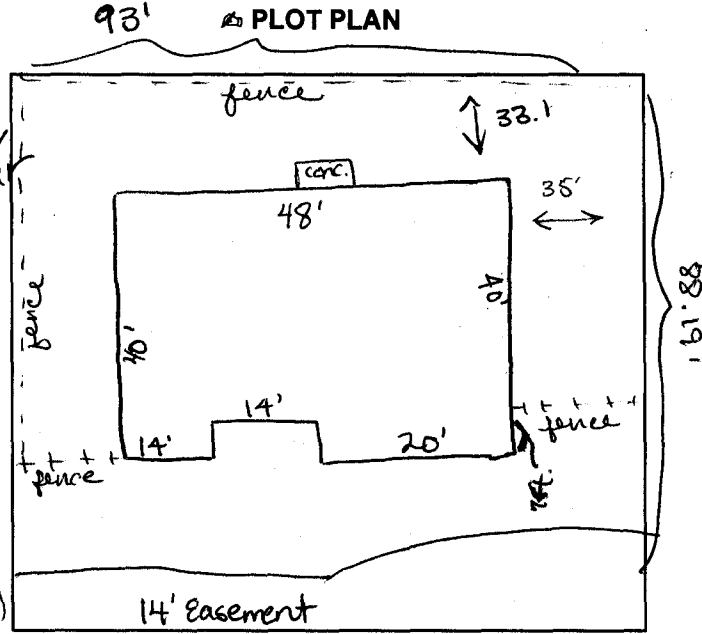 93'
✍ PLOT PLAN
fence
33.1
conc.
35'
48'
88.19'
40'
fence
40'
14'
fence
14'
20'
fence
14' Easement